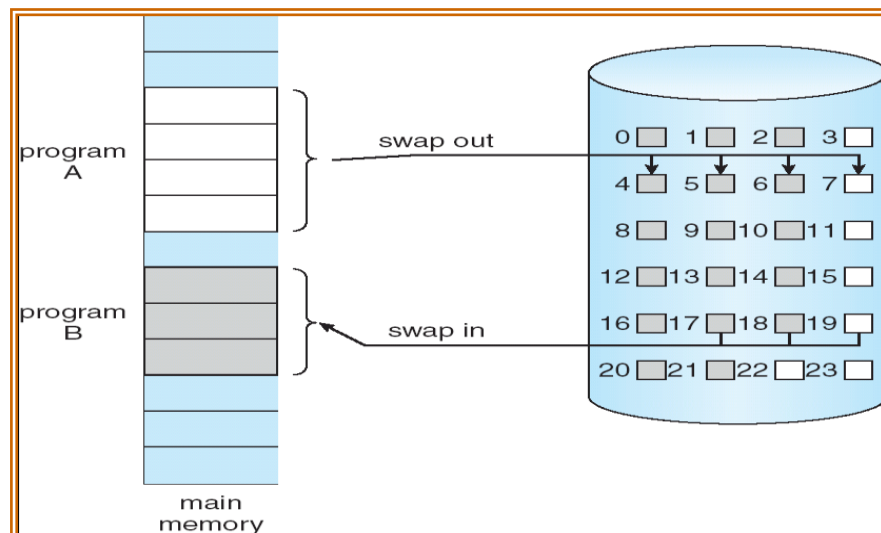 program
A
swap out
0 1 2 3
4 5 6 7
8 9 10 11
12 13 14 15
program
B
swap in
16 17 18 19
20 21 22 23
main
memory